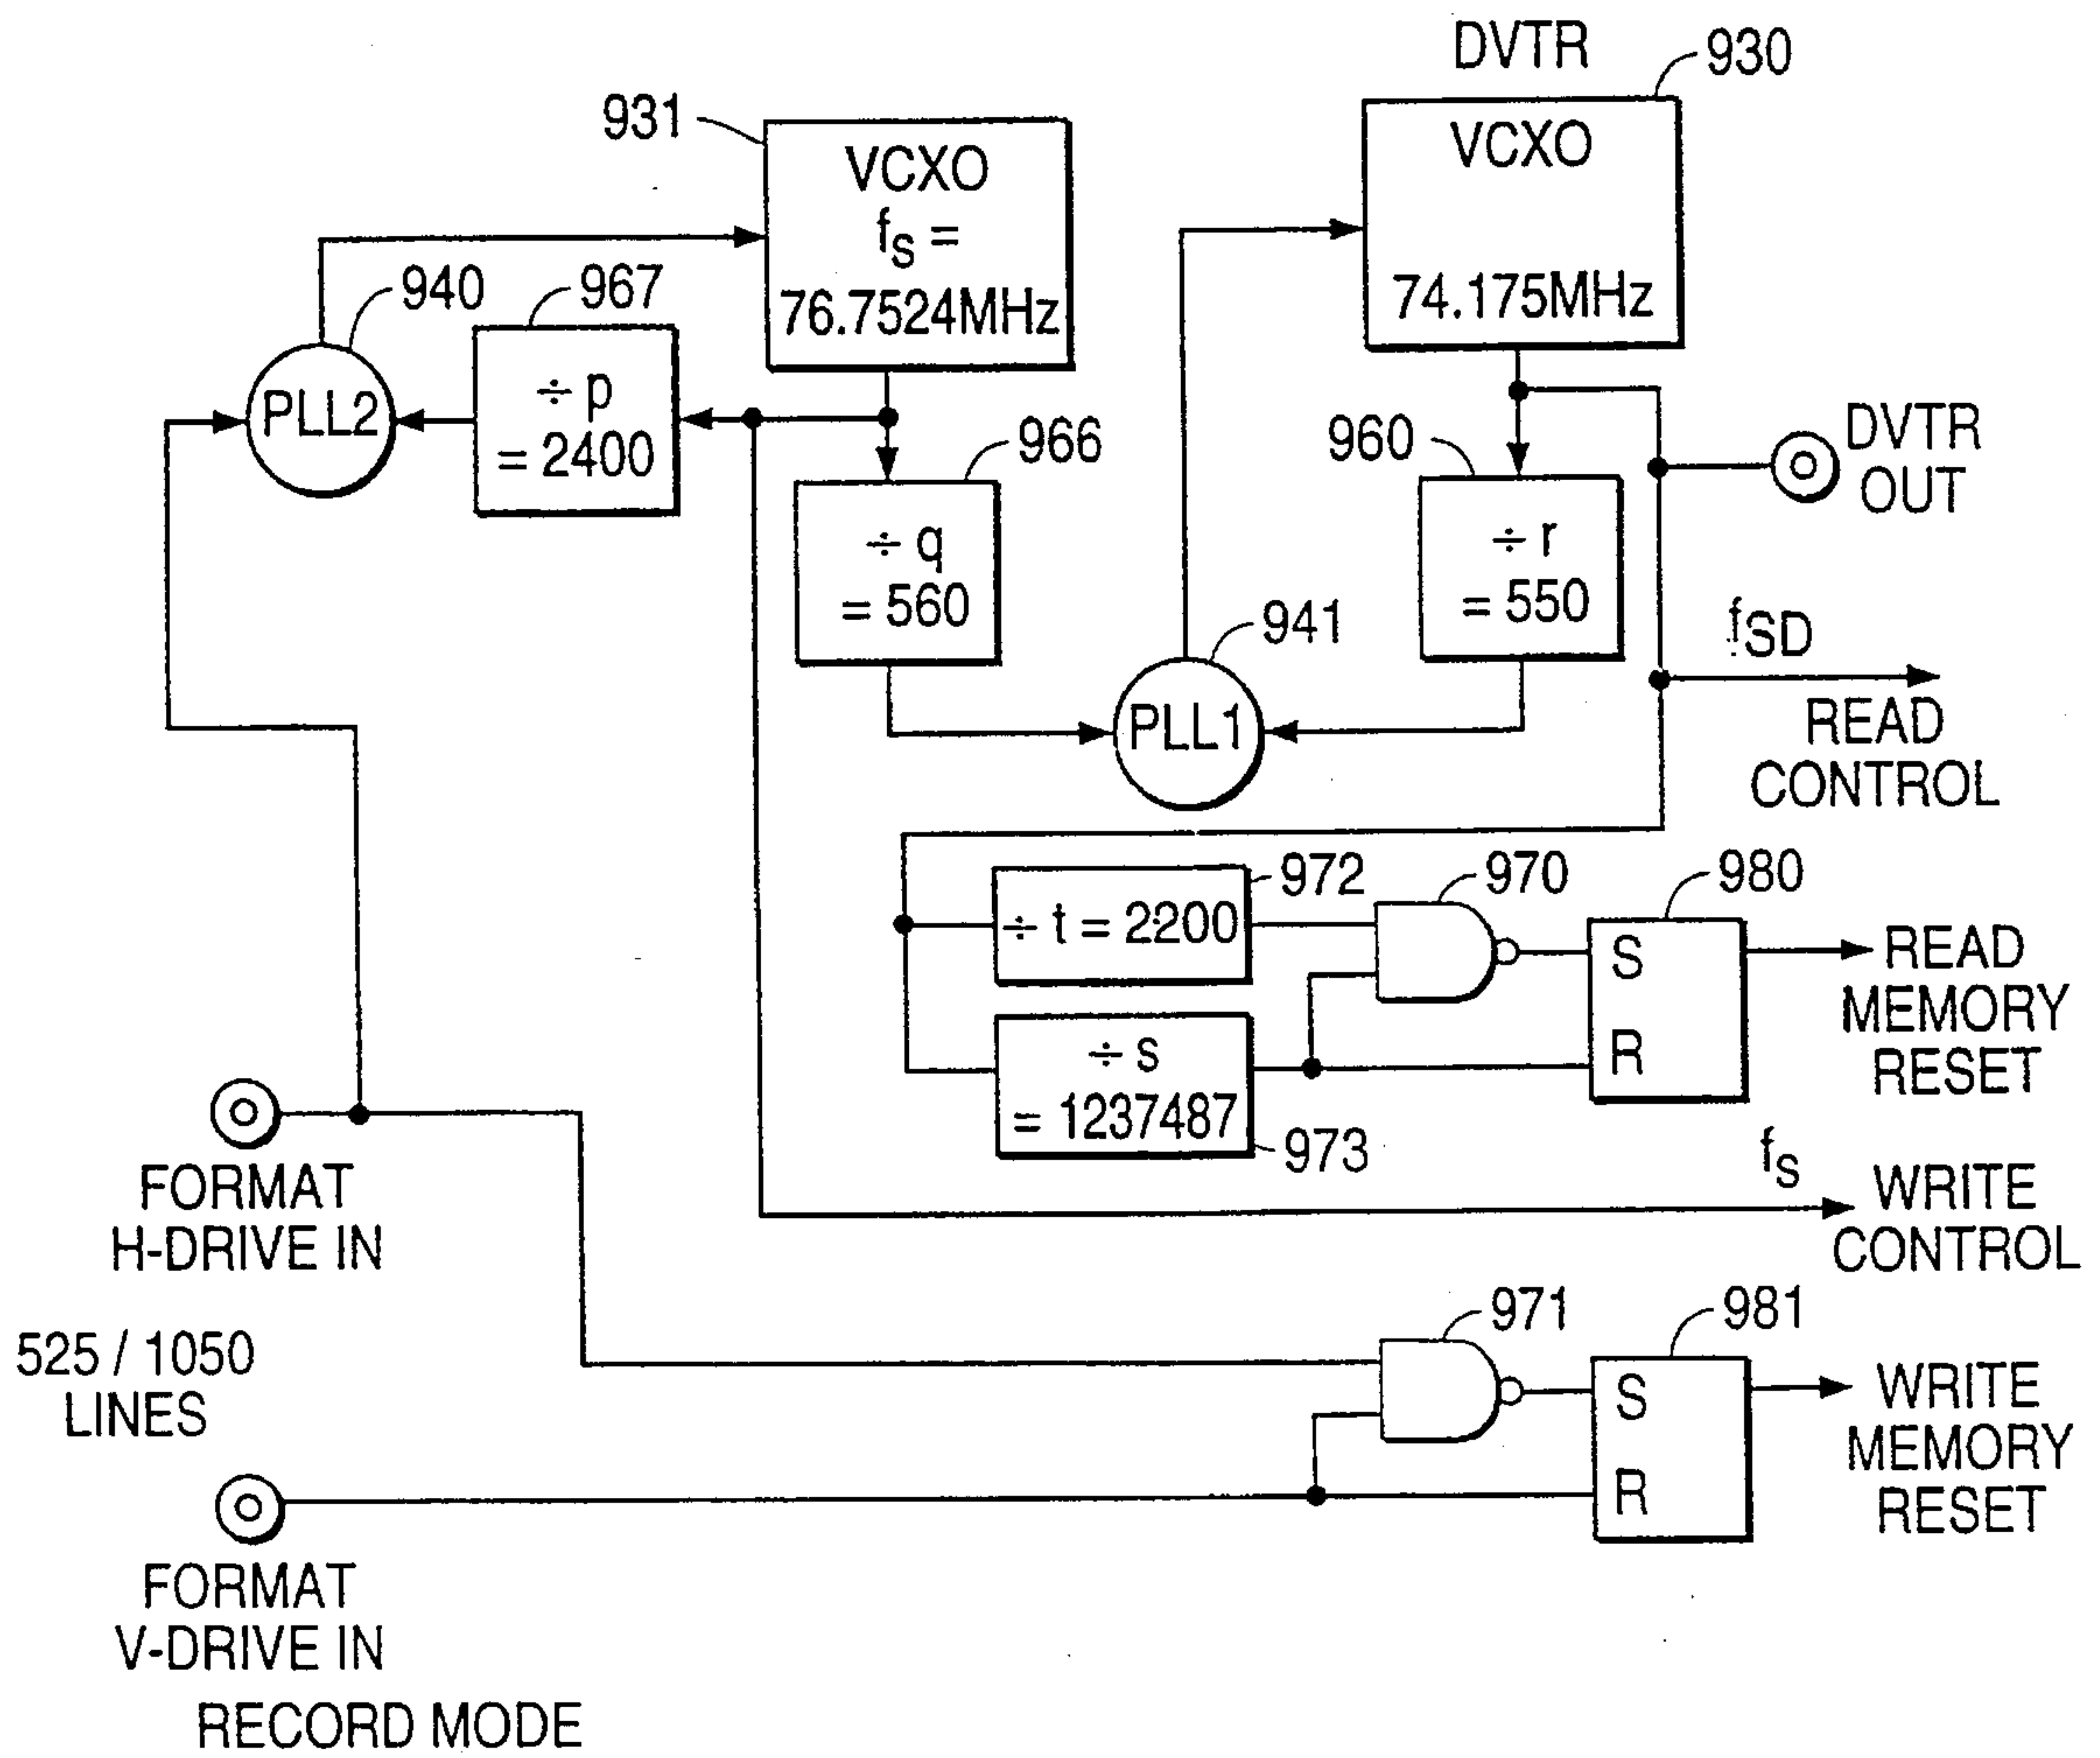 DVTR
930
931
VCXO
fS =
76.7524MHz
VCXO
74.175MHz
940
967
PLL2
÷ p
= 2400
966
960
DVTR
OUT
÷ q
= 560
÷ r
= 550
941
fSD
PLL1
READ
CONTROL
972
970
980
÷ t = 2200
S
R
READ
MEMORY
RESET
÷ s
= 1237487
973
FORMAT
H-DRIVE IN
fS
WRITE
CONTROL
525 / 1050
LINES
971
981
S
R
WRITE
MEMORY
RESET
FORMAT
V-DRIVE IN
RECORD MODE